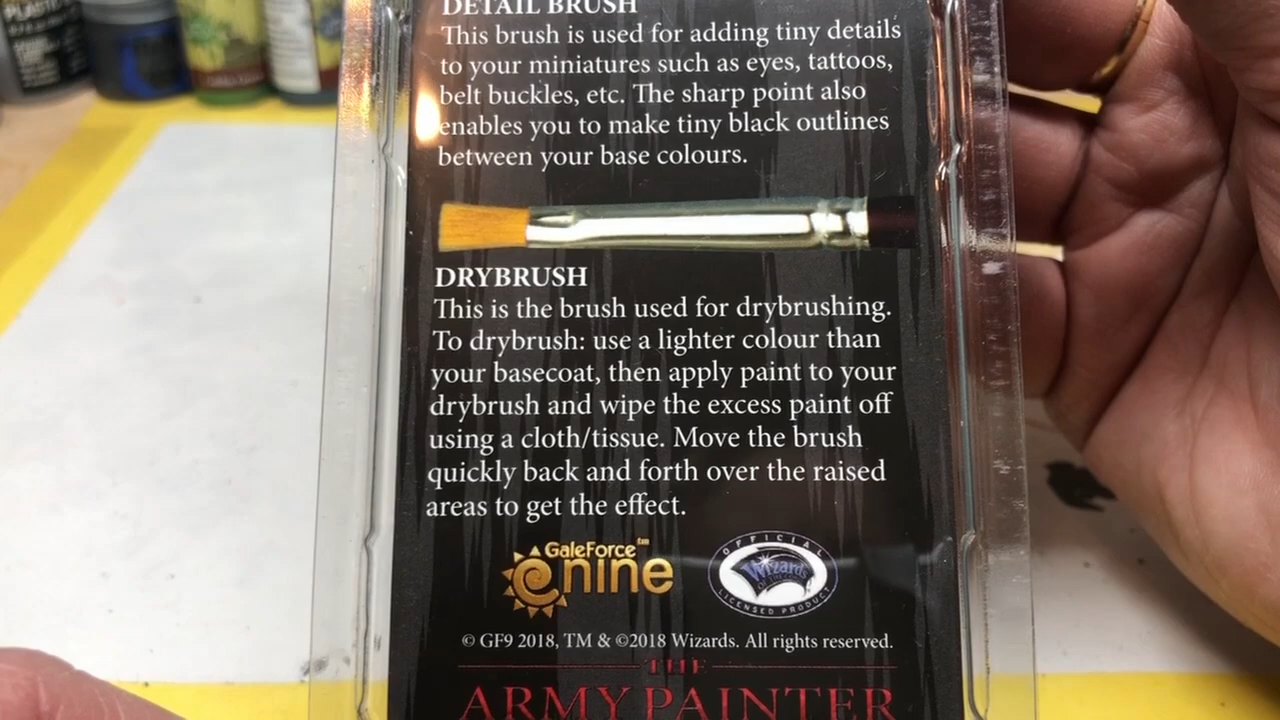 DETAIL BRUSH
This brush is used for adding tiny details
to your miniatures such as eyes, tattoos,
belt buckles, etc. The sharp point also
enables you to make tiny black outlines
between your base colours.
DRYBRUSH
This is the brush used for drybrushing.
To drybrush: use a lighter colour than
your basecoat, then apply paint to your
drybrush and wipe the excess paint off
using a cloth/tissue. Move the brush
quickly back and forth over the raised
areas to get the effect.
GaleForce™
nine
OFFICIAL
Wizards
OF THE COAST
LICENSED PRODUCT
© GF9 2018, TM & ©2018 Wizards. All rights reserved.
THE
ARMY PAINTER